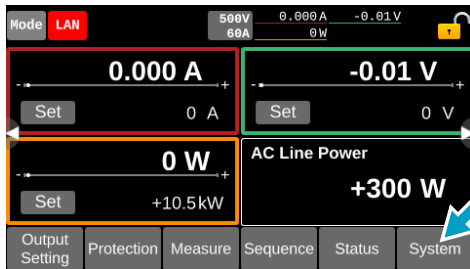 Mode LAN 500V 0.000A -0.01V
60A 0W
0.000 A -0.01 V
- + - +
Set 0 A Set 0 V
0 W AC Line Power
- +
Set +10.5kW +300 W
Output Setting Protection Measure Sequence Status System